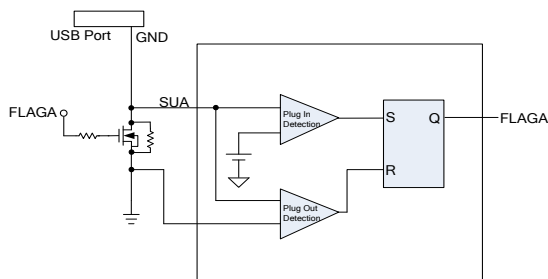 USB Port GND
SUA
FLAGA
Plug In
Detection
S Q
FLAGA
R
Plug Out
Detection